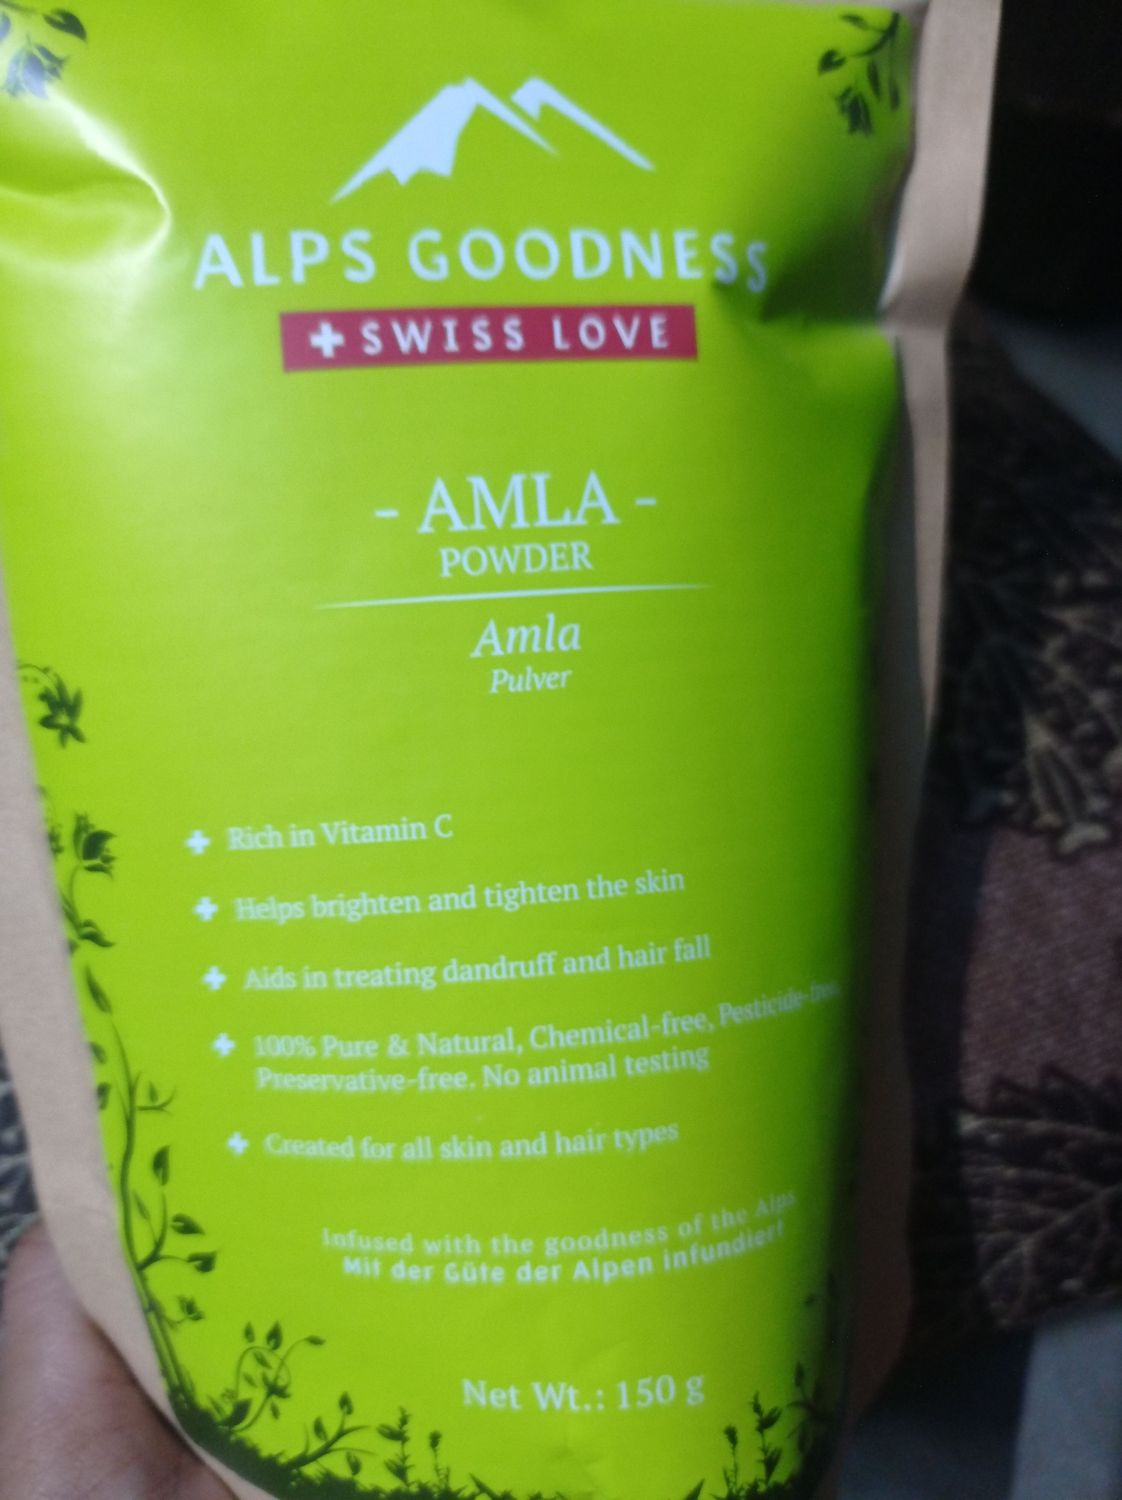 ALPS GOODNESS
SWISS LOVE
- AMLA -
POWDER
Amla
Pulver
Rich in Vitamin C
Helps brighten and tighten the skin
Aids in treating dandruff and hair fall
100% Pure & Natural, Chemical-free, Pesticide-free,
Preservative-free. No animal testing
Created for all skin and hair types
Infused with the goodness of the Alps
Mit der Güte der Alpen infundiert
Net Wt.: 150 g